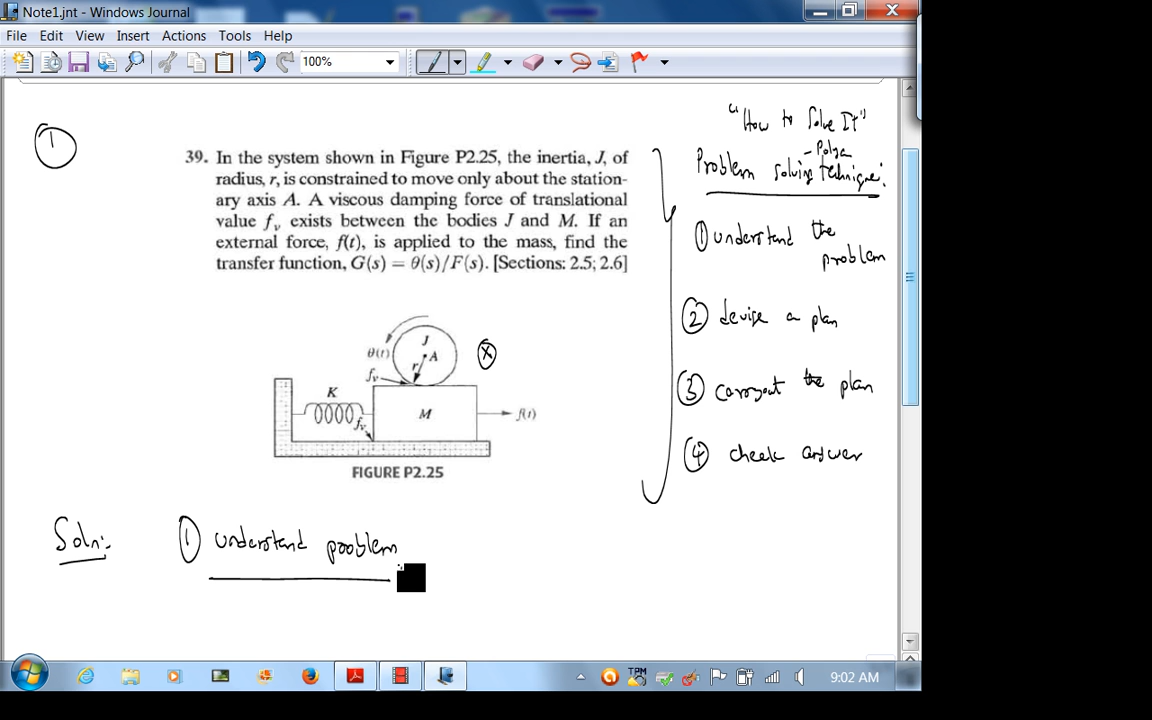 Note1.jnt - Windows Journal
File Edit View Insert Actions Tools Help
100%
1
39. In the system shown in Figure P2.25, the inertia, J, of
radius, r, is constrained to move only about the station-
ary axis A. A viscous damping force of translational
value fv exists between the bodies J and M. If an
external force, f(t), is applied to the mass, find the
transfer function, G(s) = θ(s)/F(s). [Sections: 2.5; 2.6]
"How to Solve It"
- Polya
Problem solving technique:
① understand the
problem
② devise a plan
③ carryout the plan
④ check answer
J
θ(t)
A
r
fv
K
fv
M
f(t)
FIGURE P2.25
Soln:
① understand problem
9:02 AM